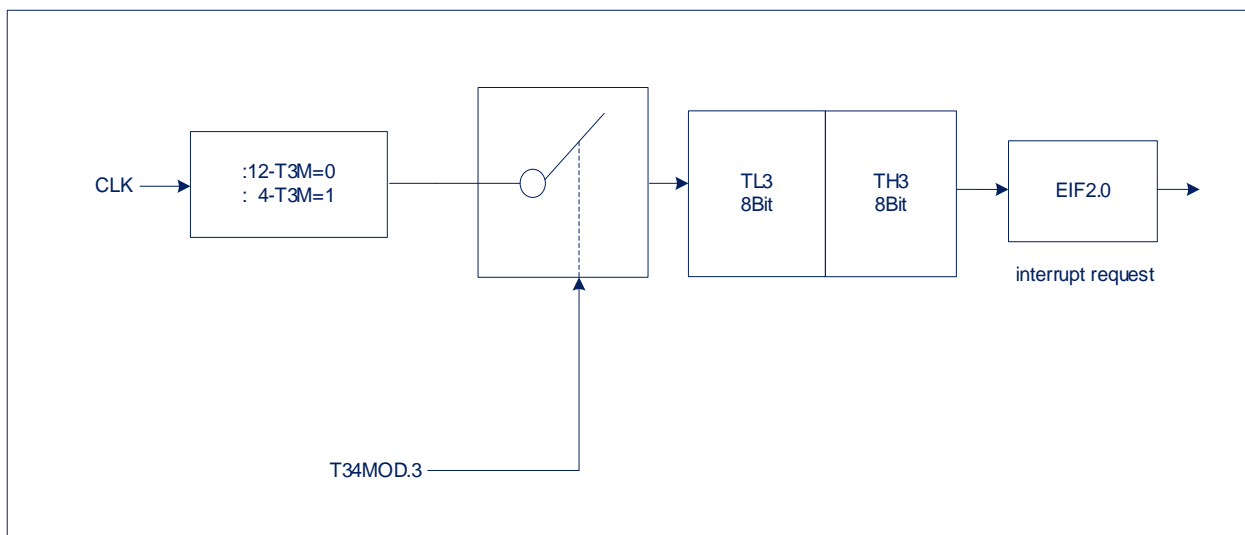 CLK
:12-T3M=0
: 4-T3M=1
TL3
8Bit
TH3
8Bit
EIF2.0
interrupt request
T34MOD.3